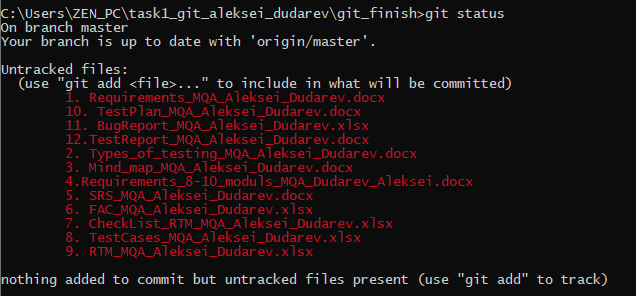 C:\Users\ZEN_PC\task1_git_aleksei_dudarev\git_finish>git status
On branch master
Your branch is up to date with 'origin/master'.

Untracked files:
  (use "git add <file>..." to include in what will be committed)
        1. Requirements_MQA_Aleksei_Dudarev.docx
        10. TestPlan_MQA_Aleksei_Dudarev.docx
        11. BugReport_MQA_Aleksei_Dudarev.xlsx
        12.TestReport_MQA_Aleksei_Dudarev.docx
        2. Types_of_testing_MQA_Aleksei_Dudarev.docx
        3. Mind_map_MQA_Aleksei_Dudarev.docx
        4.Requirements_8-10_moduls_MQA_Dudarev_Aleksei.docx
        5. SRS_MQA_Aleksei_Dudarev.docx
        6. FAC_MQA_Aleksei_Dudarev.xlsx
        7. CheckList_RTM_MQA_Aleksei_Dudarev.xlsx
        8. TestCases_MQA_Aleksei_Dudarev.xlsx
        9. RTM_MQA_Aleksei_Dudarev.xlsx

nothing added to commit but untracked files present (use "git add" to track)